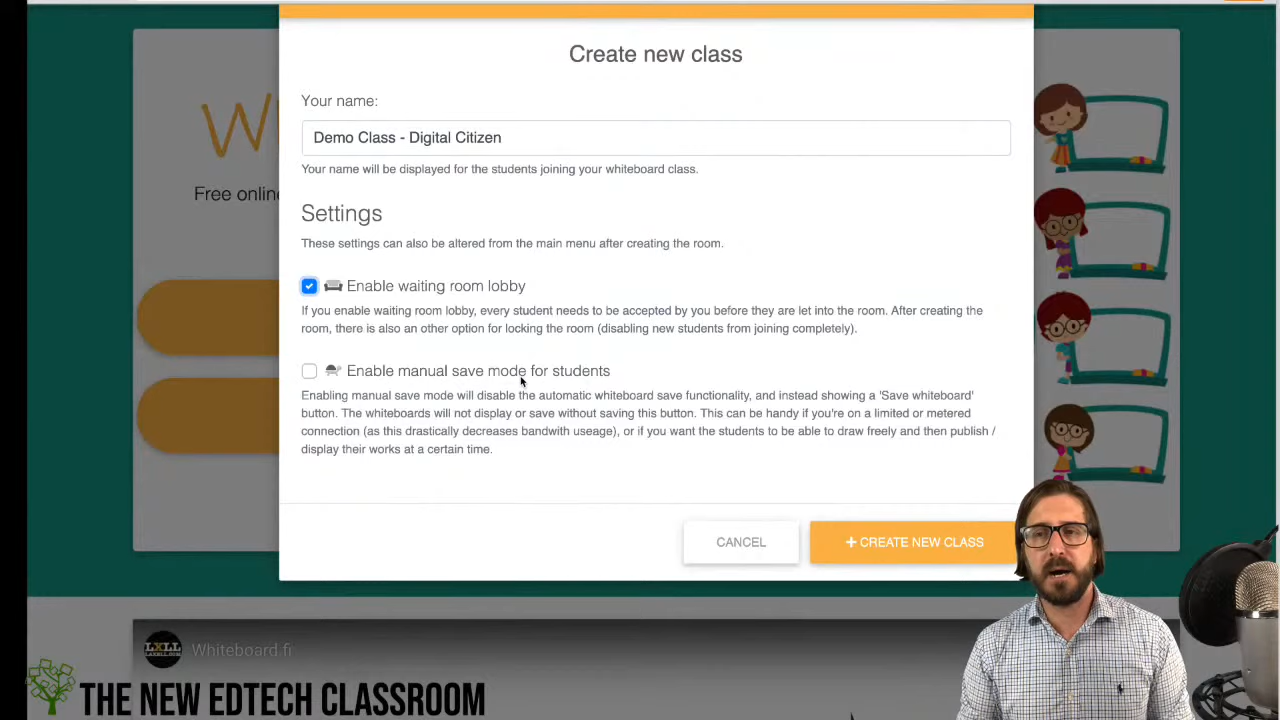 Create new class
Your name:
Demo Class - Digital Citizen
Your name will be displayed for the students joining your whiteboard class.
W
Free online
Settings
These settings can also be altered from the main menu after creating the room.
Enable waiting room lobby
If you enable waiting room lobby, every student needs to be accepted by you before they are let into the room. After creating the
room, there is also an other option for locking the room (disabling new students from joining completely).
Enable manual save mode for students
Enabling manual save mode will disable the automatic whiteboard save functionality, and instead showing a 'Save whiteboard'
button. The whiteboards will not display or save without saving this button. This can be handy if you're on a limited or metered
connection (as this drastically decreases bandwith useage), or if you want the students to be able to draw freely and then publish /
display their works at a certain time.
CANCEL
+ CREATE NEW CLASS
LXLL
Whiteboard.fi
THE NEW EDTECH CLASSROOM